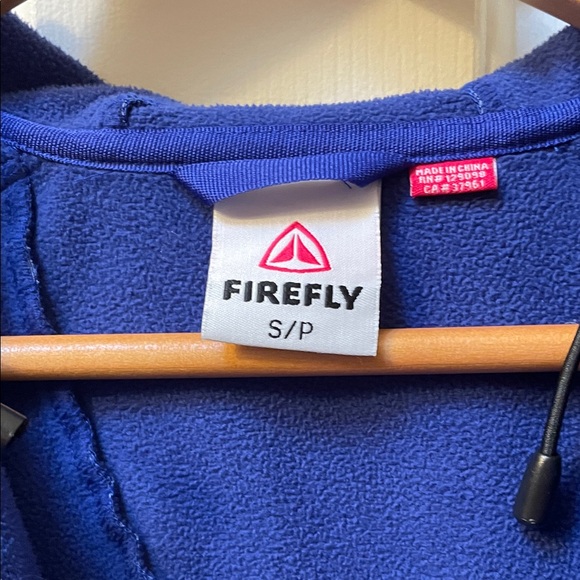 MADE IN CHINA
RN# 129098
CA# 37961
FIREFLY
S/P